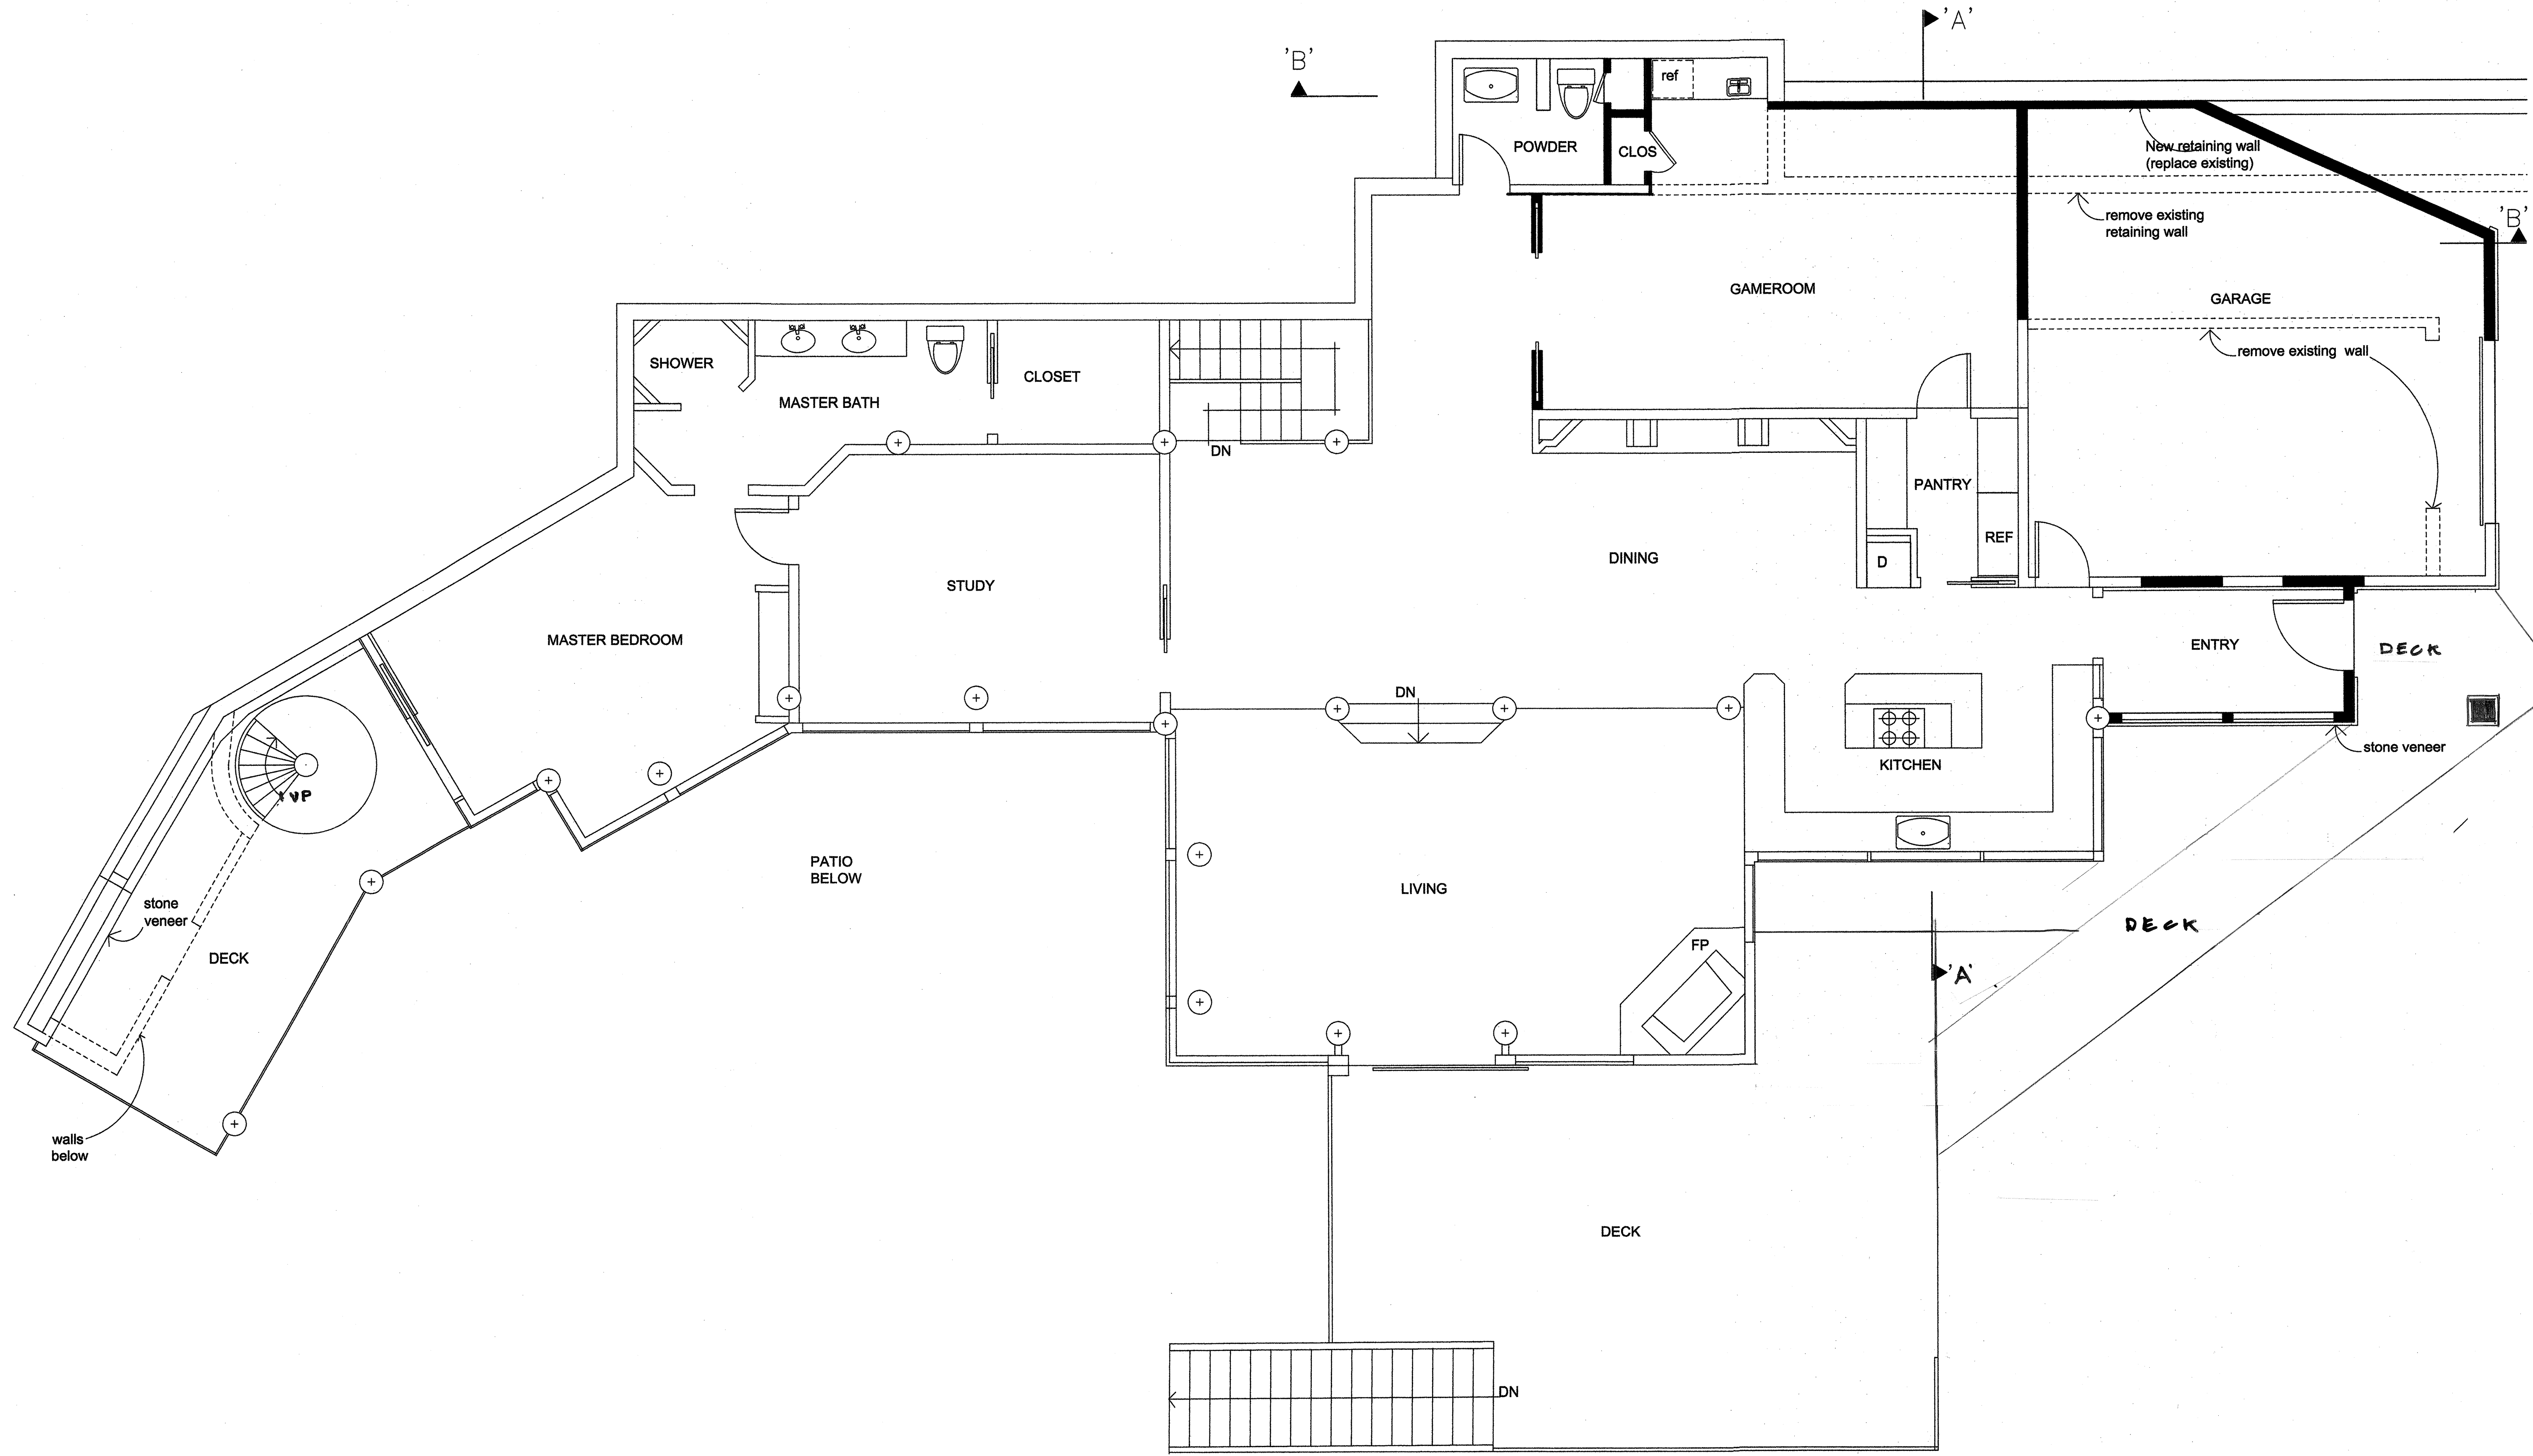 'A'
'B'
ref
POWDER
CLOS
New retaining wall
(replace existing)
remove existing
retaining wall
'B'
GAMEROOM
GARAGE
remove existing wall
SHOWER
MASTER BATH
CLOSET
DN
PANTRY
REF
D
DINING
STUDY
MASTER BEDROOM
ENTRY
DECK
DN
stone veneer
KITCHEN
UP
PATIO
BELOW
LIVING
stone
veneer
DECK
FP
DECK
'A'
walls
below
DECK
DN